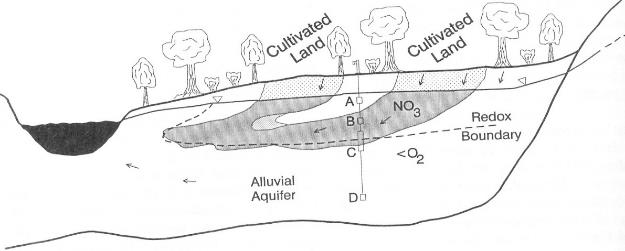 Cultivated
Land
Cultivated
Land
A
NO3
B
Redox
Boundary
C
<O2
Alluvial
Aquifer
D